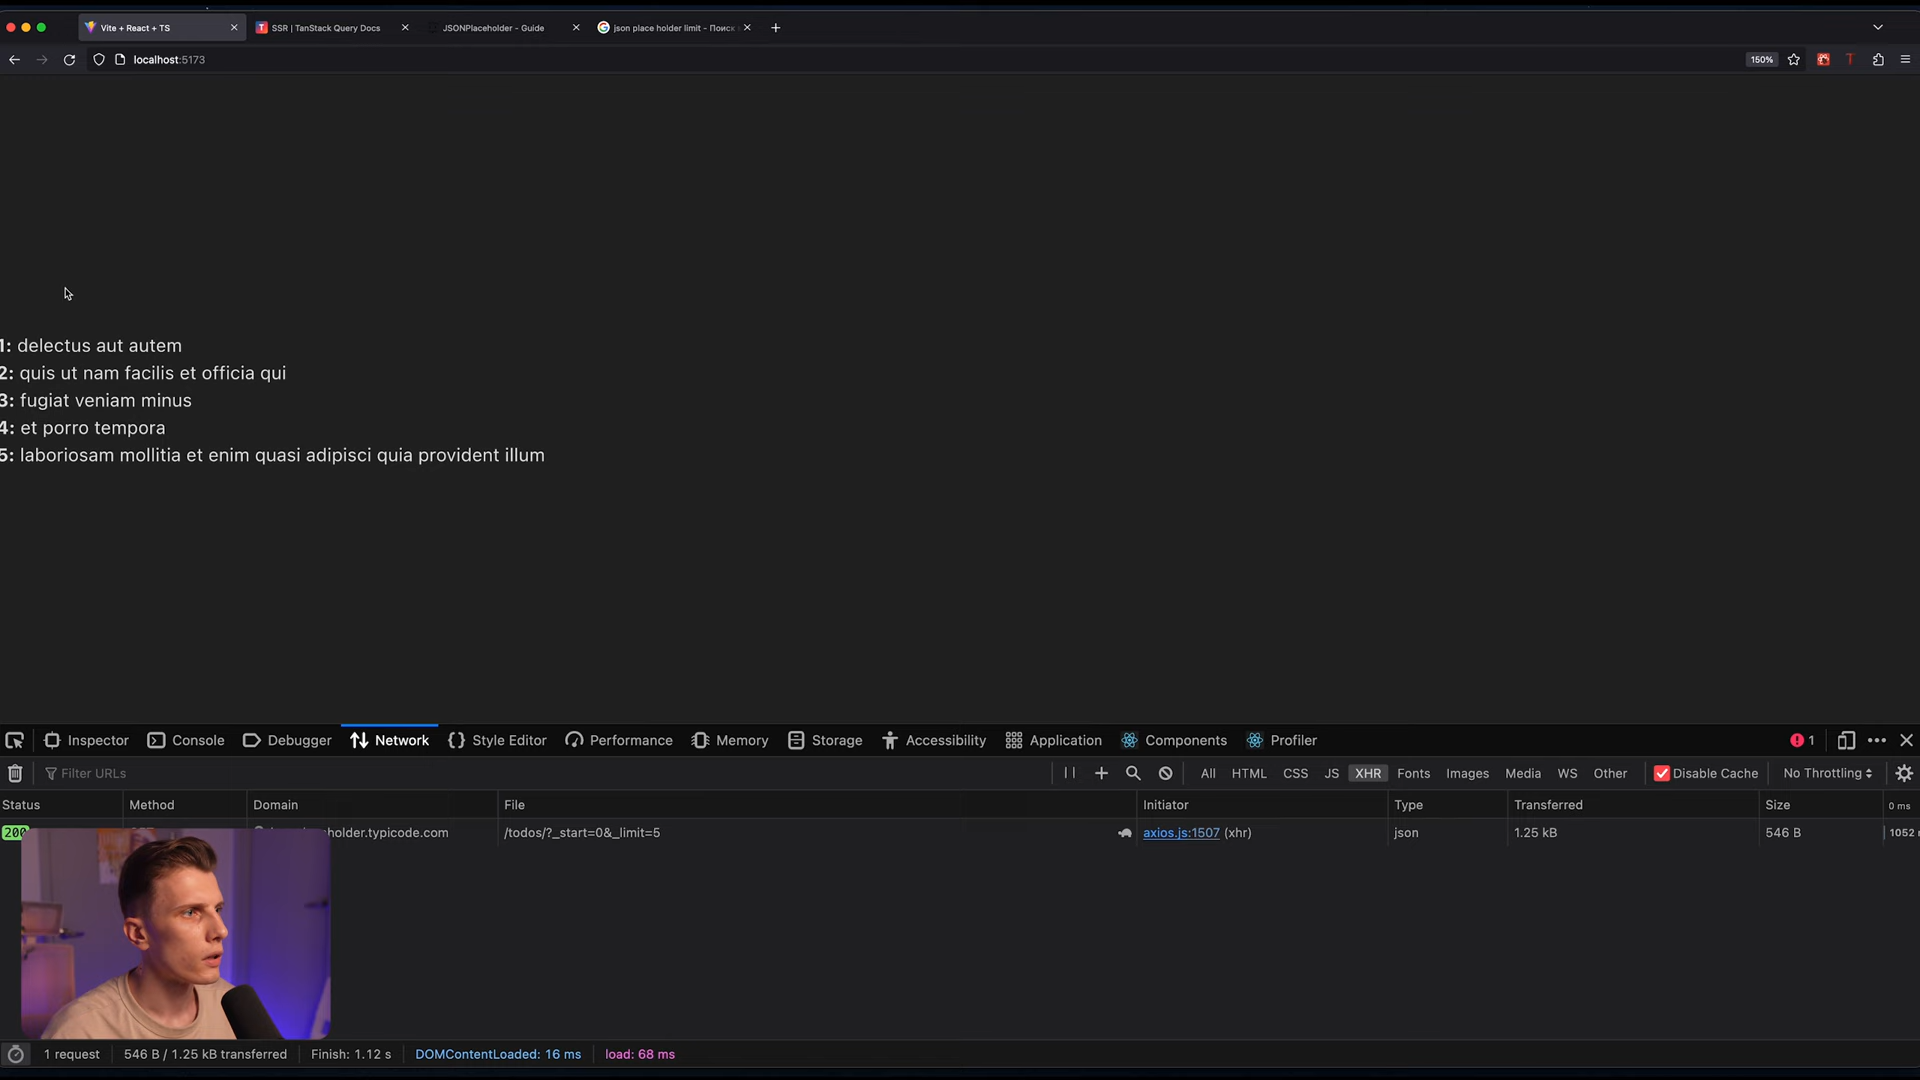 Vite + React + TS
SSR | TanStack Query Docs
JSONPlaceholder - Guide
json place holder limit - Поиск
localhost:5173
150%
1: delectus aut autem
2: quis ut nam facilis et officia qui
3: fugiat veniam minus
4: et porro tempora
5: laboriosam mollitia et enim quasi adipisci quia provident illum
Inspector Console Debugger Network Style Editor Performance Memory Storage Accessibility Application Components Profiler 1
Filter URLs All HTML CSS JS XHR Fonts Images Media WS Other Disable Cache No Throttling
Status Method Domain File Initiator Type Transferred Size 0 ms
200 holder.typicode.com /todos/?_start=0&_limit=5 axios.js:1507 (xhr) json 1.25 kB 546 B 1052
1 request 546 B / 1.25 kB transferred Finish: 1.12 s DOMContentLoaded: 16 ms load: 68 ms